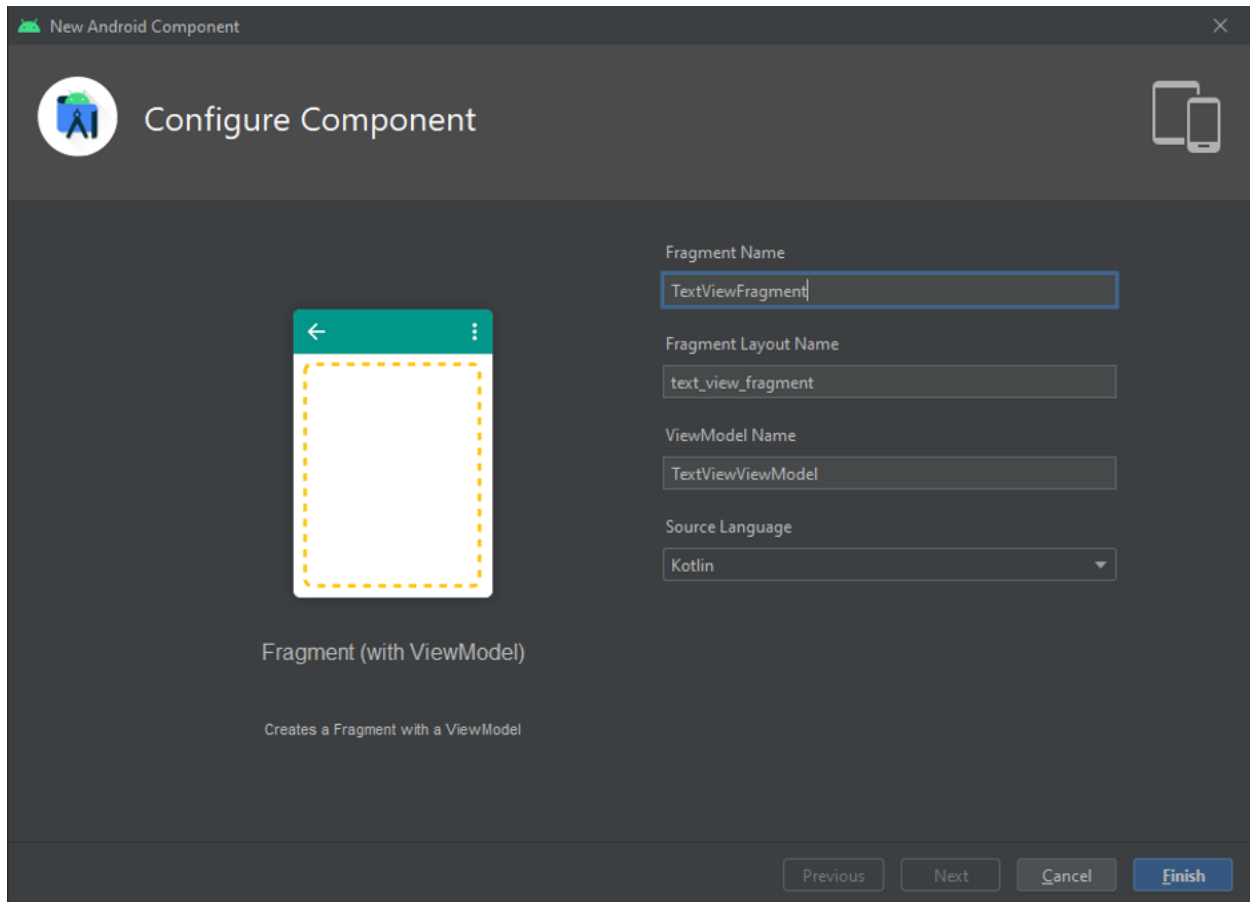 New Android Component
Configure Component
Fragment Name
TextViewFragment
Fragment Layout Name
text_view_fragment
ViewModel Name
TextViewViewModel
Source Language
Kotlin
Fragment (with ViewModel)
Creates a Fragment with a ViewModel
Previous Next Cancel Finish